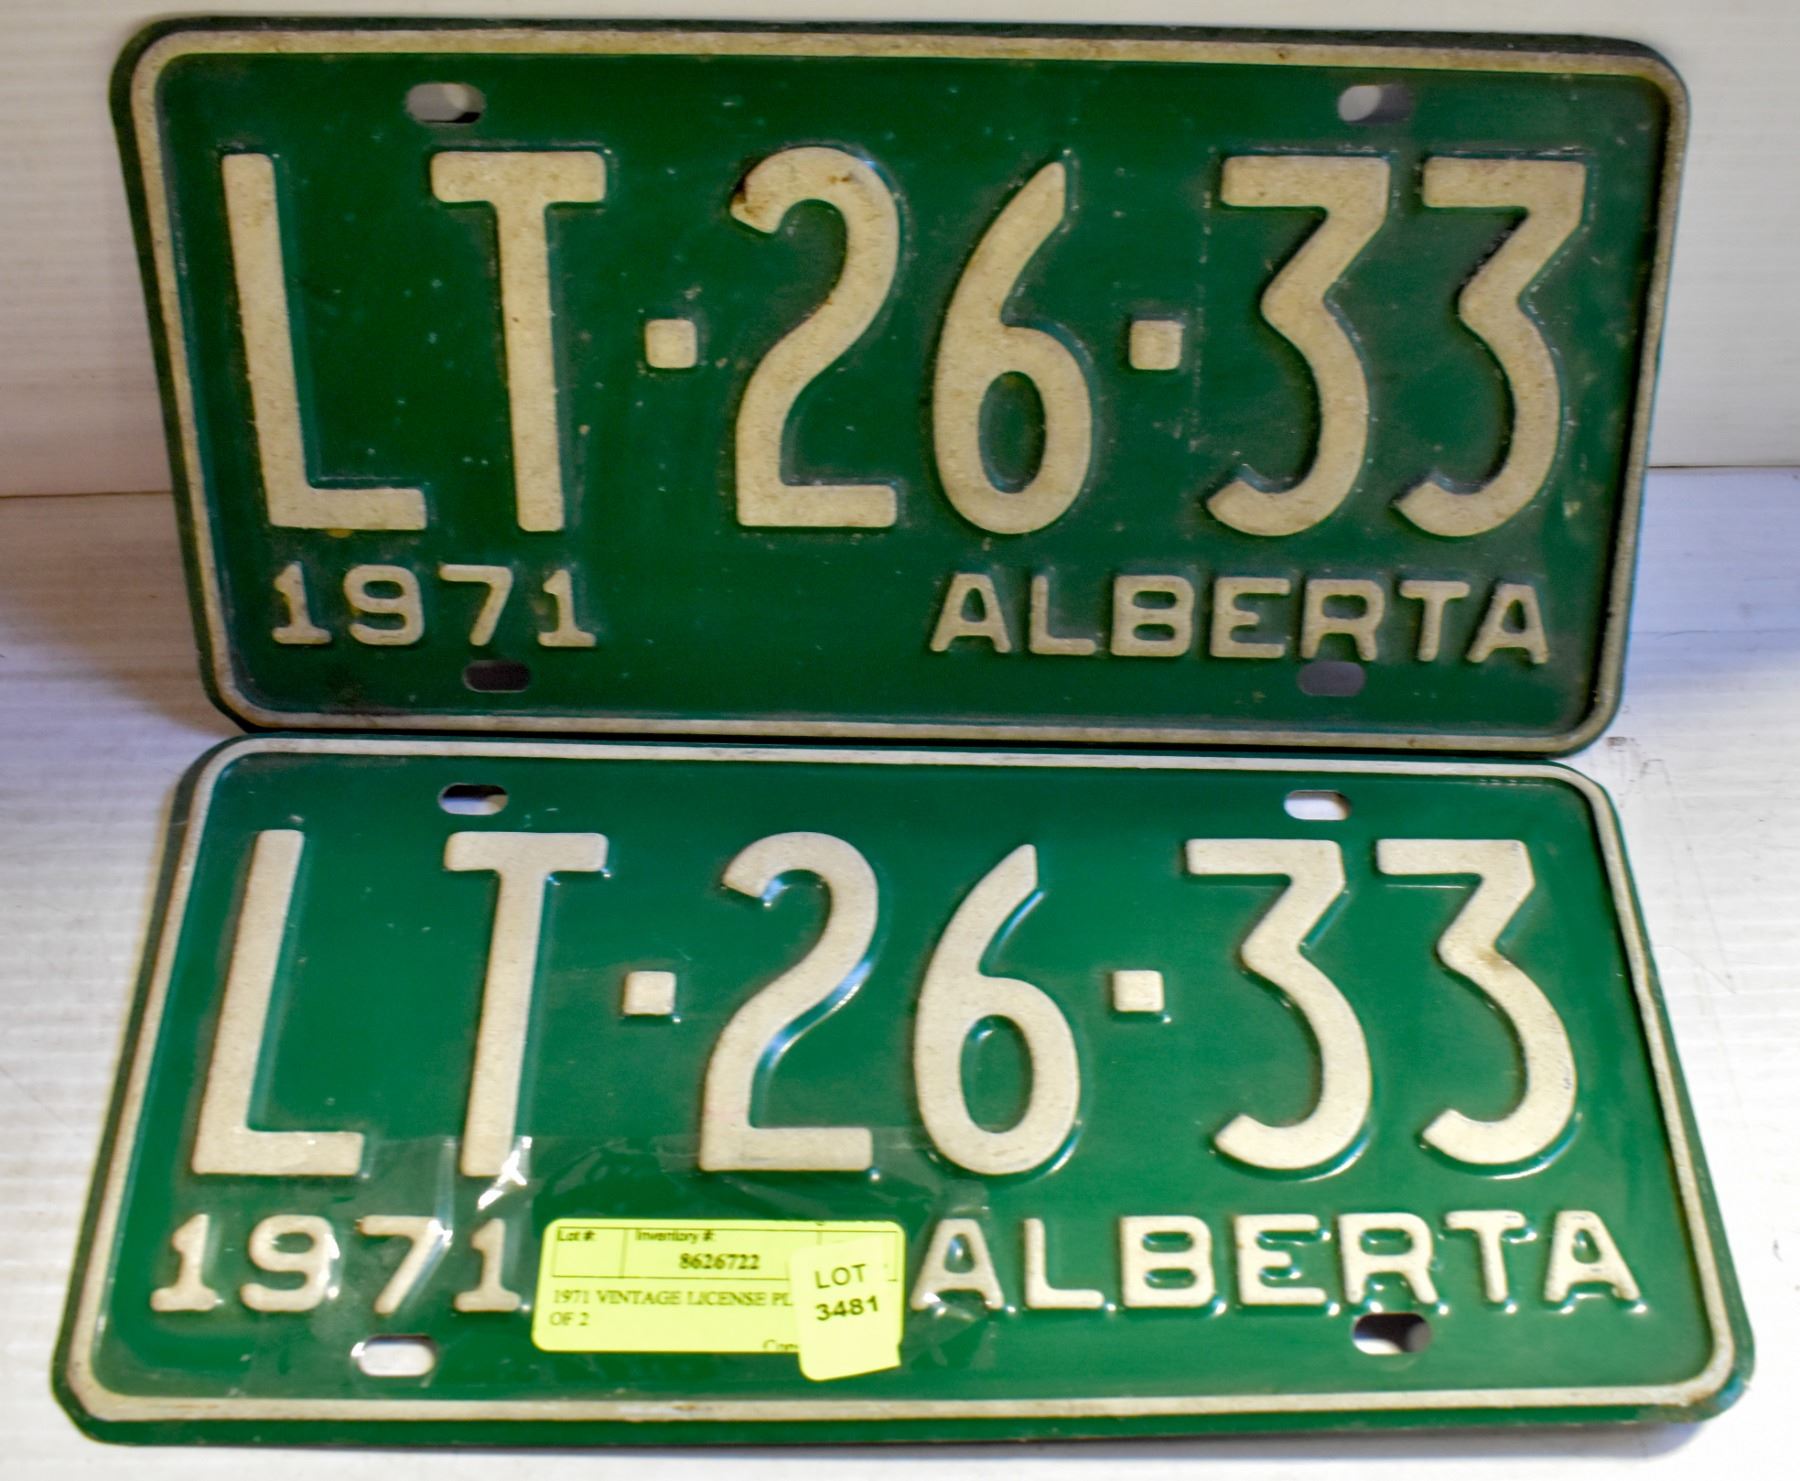 LT·26·33
1971 ALBERTA
LT·26·33
1971 ALBERTA
Lot #: Inventory #:
8626722
1971 VINTAGE LICENSE
OF 2
LOT
3481